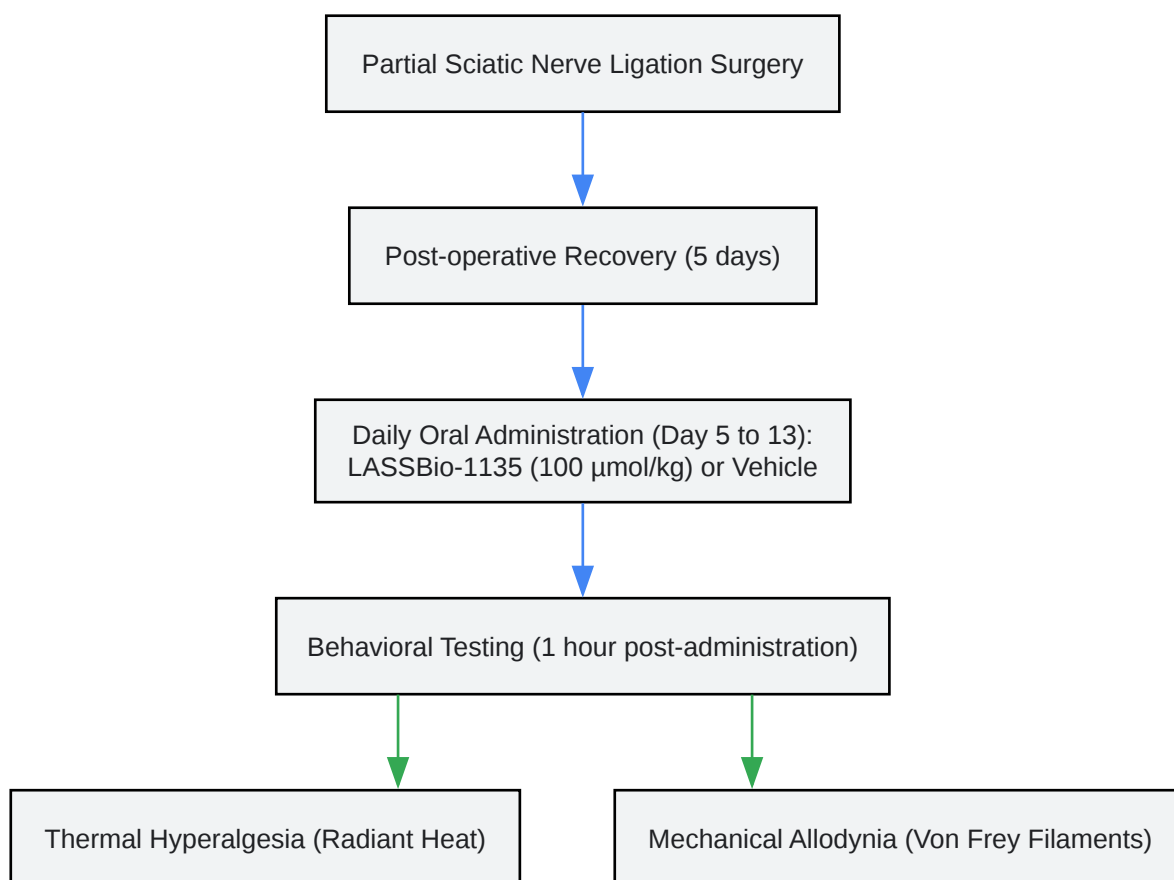 Partial Sciatic Nerve Ligation Surgery
Post-operative Recovery (5 days)
Daily Oral Administration (Day 5 to 13):
LASSBio-1135 (100 µmol/kg) or Vehicle
Behavioral Testing (1 hour post-administration)
Thermal Hyperalgesia (Radiant Heat)
Mechanical Allodynia (Von Frey Filaments)